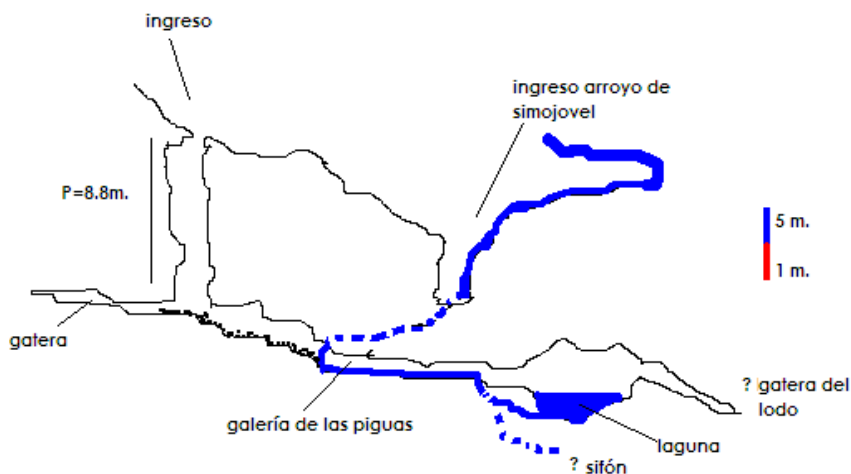 ingreso
ingreso arroyo de
simojovel
P=8.8m.
5 m.
1 m.
gatera
galería de las piguas
? gatera del
lodo
laguna
? sifón